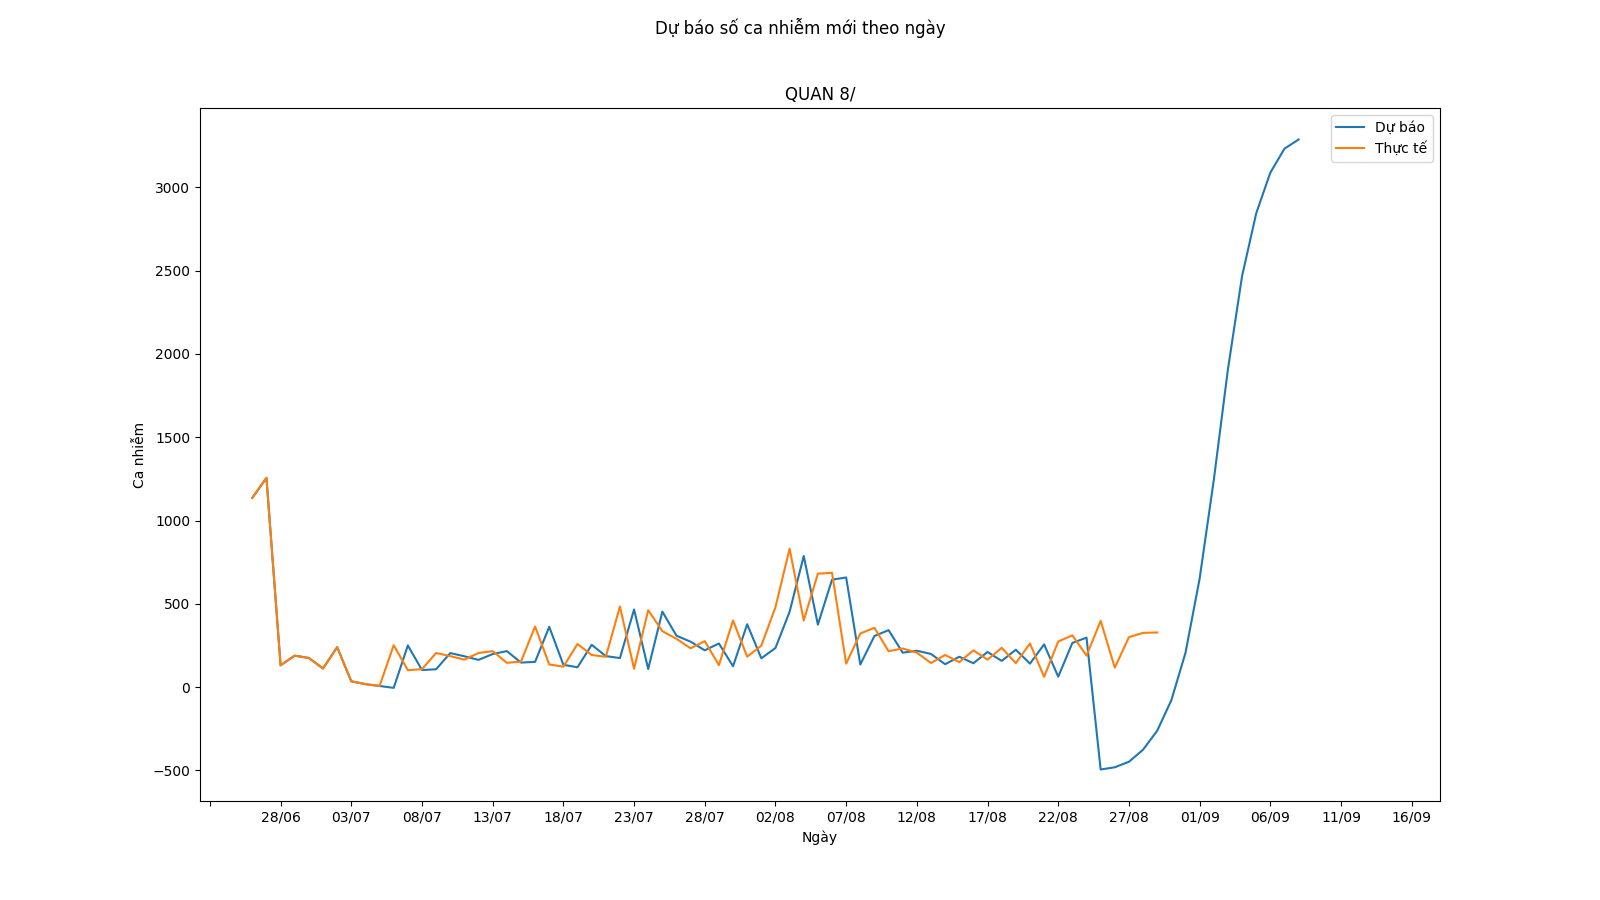 Dự báo số ca nhiễm mới theo ngày
QUAN 8/
Dự báo
Thực tế
3000
2500
2000
1500
1000
500
0
−500
Ca nhiễm
28/06 03/07 08/07 13/07 18/07 23/07 28/07 02/08 07/08 12/08 17/08 22/08 27/08 01/09 06/09 11/09 16/09
Ngày